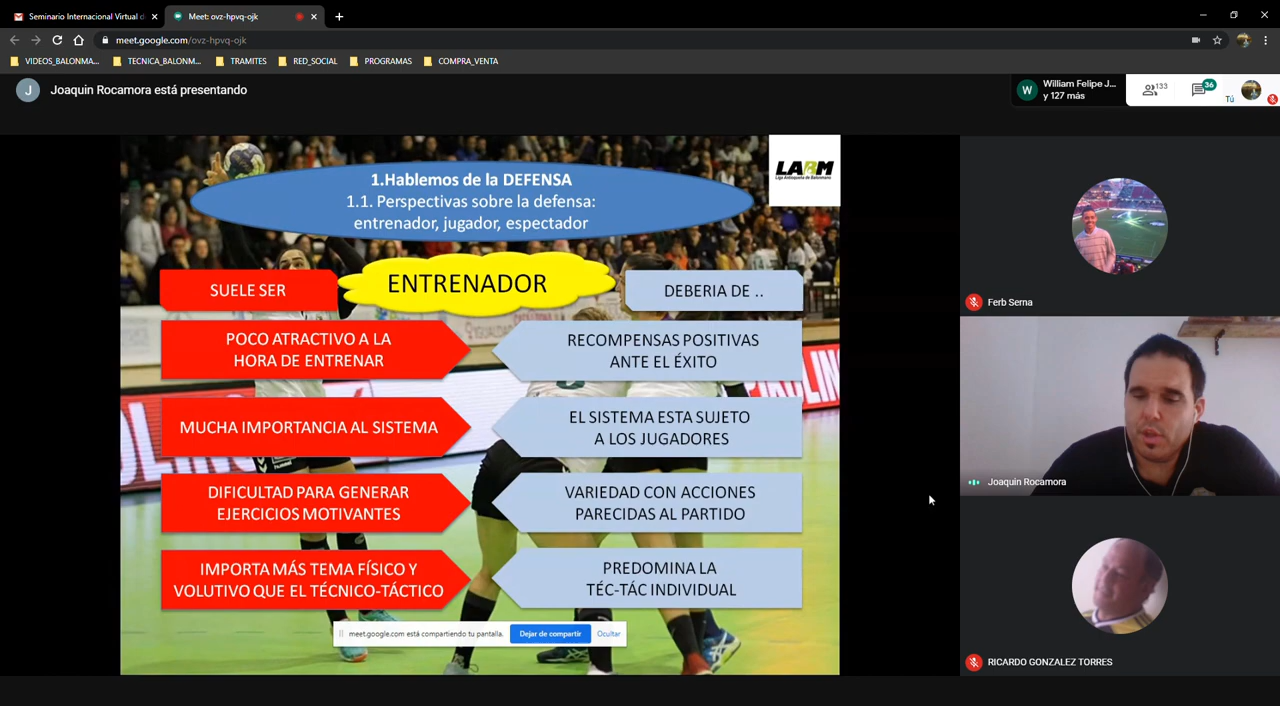 Seminario Internacional Virtual d
Meet: ovz-hpvq-ojk
meet.google.com/ovz-hpvq-ojk
VIDEOS_BALONMA...
TECNICA_BALONM...
TRAMITES
RED_SOCIAL
PROGRAMAS
COMPRA_VENTA
J
Joaquin Rocamora está presentando
W
William Felipe J...
y 127 más
133
36
Tú
LABM
Liga Antioqueña de Balonmano
1.Hablemos de la DEFENSA
1.1. Perspectivas sobre la defensa:
entrenador, jugador, espectador
SUELE SER
ENTRENADOR
DEBERIA DE ..
POCO ATRACTIVO A LA
HORA DE ENTRENAR
RECOMPENSAS POSITIVAS
ANTE EL ÉXITO
MUCHA IMPORTANCIA AL SISTEMA
EL SISTEMA ESTA SUJETO
A LOS JUGADORES
DIFICULTAD PARA GENERAR
EJERCICIOS MOTIVANTES
VARIEDAD CON ACCIONES
PARECIDAS AL PARTIDO
IMPORTA MÁS TEMA FÍSICO Y
VOLUTIVO QUE EL TÉCNICO-TÁCTICO
PREDOMINA LA
TÉC-TÁC INDIVIDUAL
meet.google.com está compartiendo tu pantalla.
Dejar de compartir
Ocultar
Ferb Serna
Joaquin Rocamora
RICARDO GONZALEZ TORRES